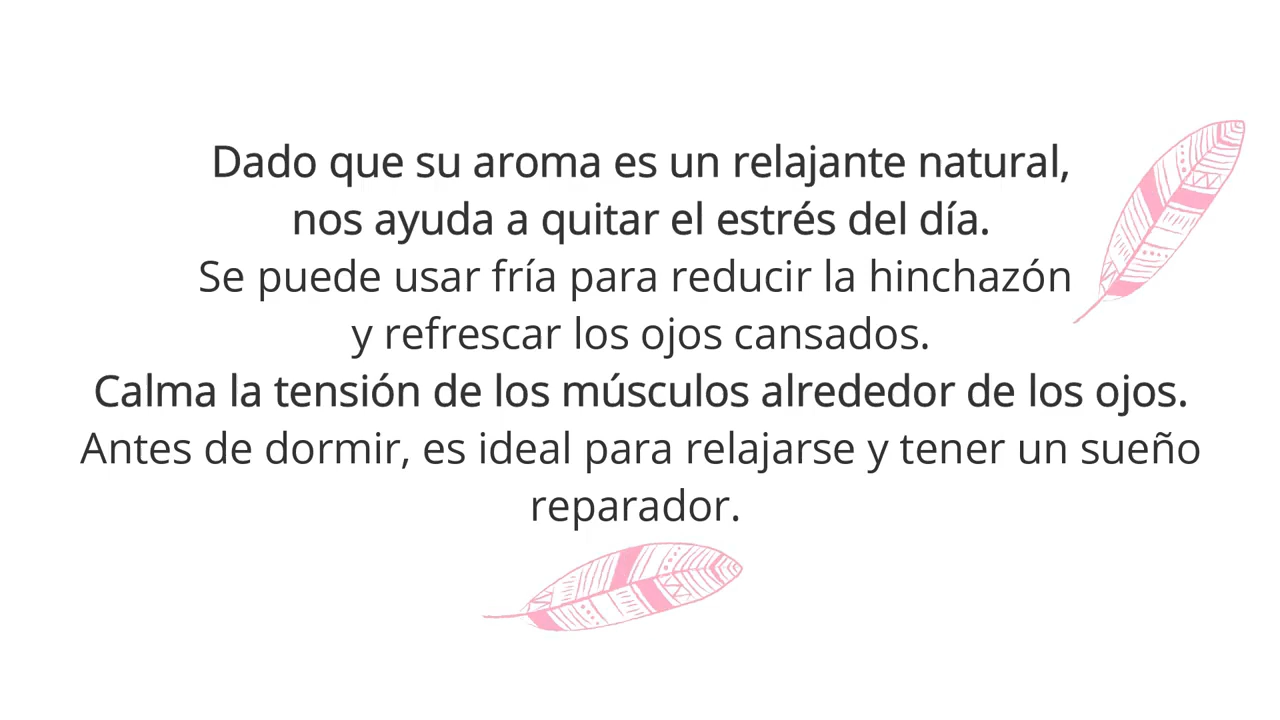 Dado que su aroma es un relajante natural,
nos ayuda a quitar el estrés del día.
Se puede usar fría para reducir la hinchazón
y refrescar los ojos cansados.
Calma la tensión de los músculos alrededor de los ojos.
Antes de dormir, es ideal para relajarse y tener un sueño
reparador.